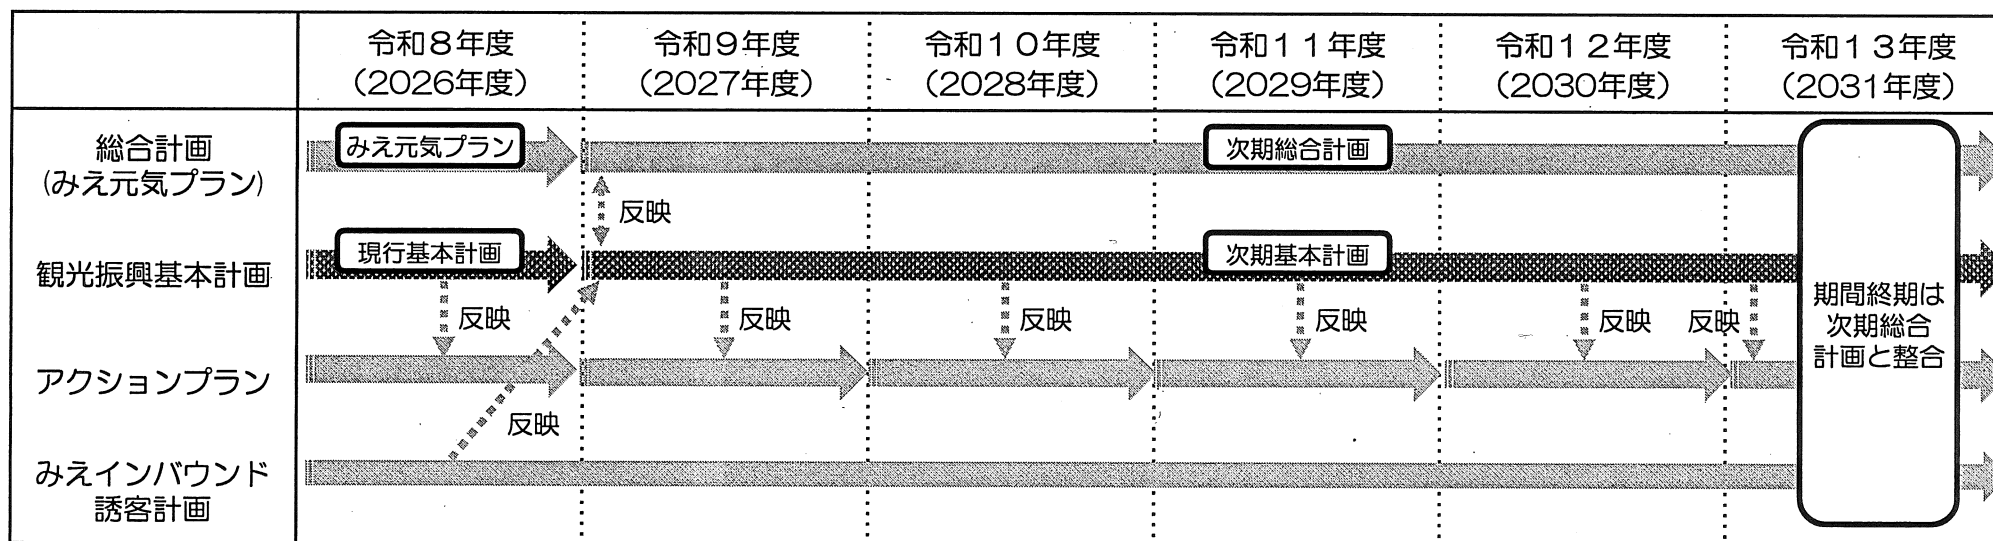 令和８年度
（2026年度）
令和９年度
（2027年度）
令和１０年度
（2028年度）
令和１１年度
（2029年度）
令和１２年度
（2030年度）
令和１３年度
（2031年度）
総合計画
(みえ元気プラン)
みえ元気プラン
次期総合計画
反映
観光振興基本計画
現行基本計画
次期基本計画
反映
反映
反映
反映
反映
反映
アクションプラン
反映
みえインバウンド
誘客計画
期間終期は
次期総合
計画と整合